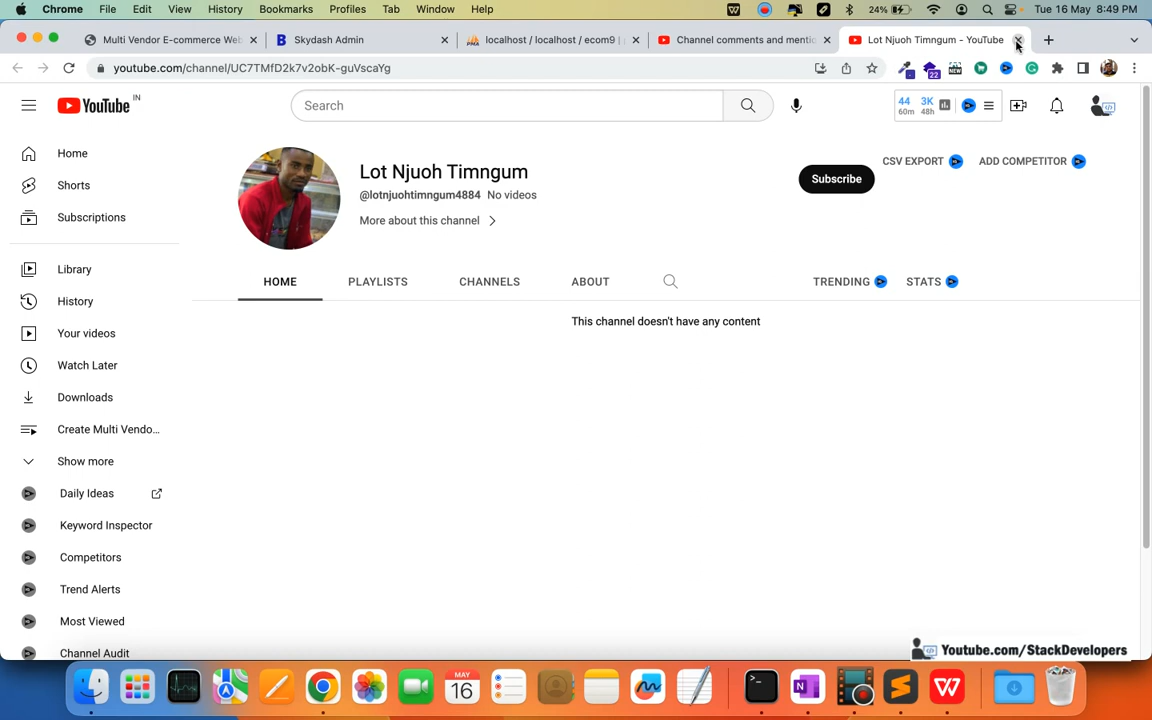 Chrome File Edit View History Bookmarks Profiles Tab Window Help 24% Tue 16 May 8:49 PM
Multi Vendor E-commerce Web Skydash Admin localhost / localhost / ecom9 | p Channel comments and mentio Lot Njuoh Timngum - YouTube
youtube.com/channel/UC7TMfD2k7v2obK-guVscaYg 22 NEW
YouTube IN Search 44 60m 3K 48h
Lot Njuoh Timngum
@lotnjuohtimngum4884 No videos
More about this channel
Subscribe CSV EXPORT ADD COMPETITOR
HOME PLAYLISTS CHANNELS ABOUT TRENDING STATS
This channel doesn't have any content
Home
Shorts
Subscriptions
Library
History
Your videos
Watch Later
Downloads
Create Multi Vendo...
Show more
Daily Ideas
Keyword Inspector
Competitors
Trend Alerts
Most Viewed
Channel Audit
Youtube.com/StackDevelopers
MAY
16